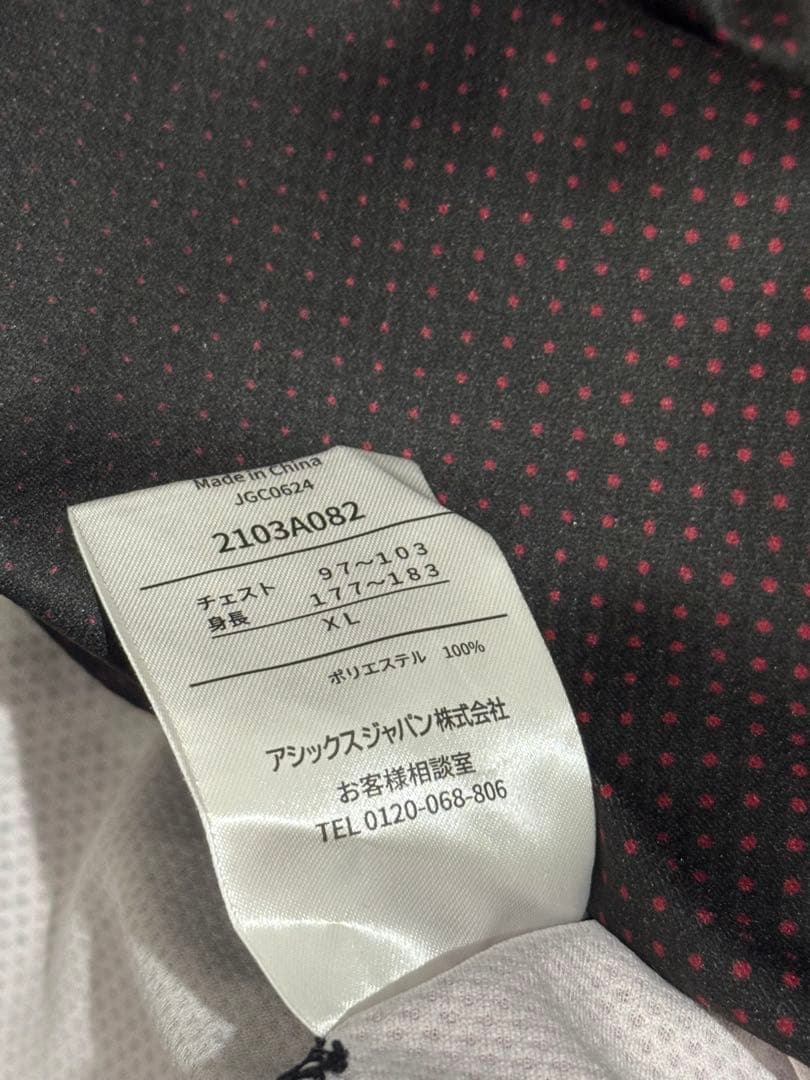 Made in China
JGC0624
2103A082
チェスト 97〜103
身長 177〜183
XL
ポリエステル 100%
アシックスジャパン株式会社
お客様相談室
TEL 0120-068-806